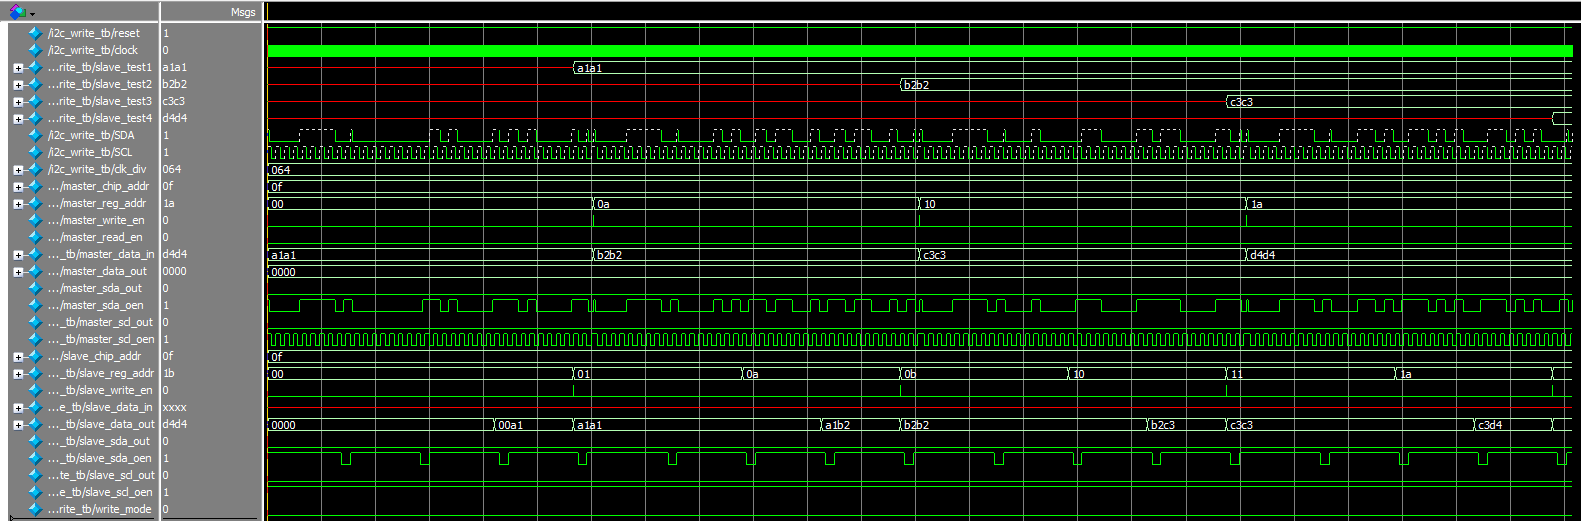 Msgs
/i2c_write_tb/reset 1
/i2c_write_tb/clock 0
...rite_tb/slave_test1 a1a1 a1a1
...rite_tb/slave_test2 b2b2 b2b2
...rite_tb/slave_test3 c3c3 c3c3
...rite_tb/slave_test4 d4d4
/i2c_write_tb/SDA 1
/i2c_write_tb/SCL 1
/i2c_write_tb/clk_div 064 064
.../master_chip_addr 0f 0f
.../master_reg_addr 1a 00 0a 10 1a
.../master_write_en 0
.../master_read_en 0
..._tb/master_data_in d4d4 a1a1 b2b2 c3c3 d4d4
.../master_data_out 0000 0000
.../master_sda_out 0
.../master_sda_oen 1
..._tb/master_scl_out 0
..._tb/master_scl_oen 1
.../slave_chip_addr 0f 0f
..._tb/slave_reg_addr 1b 00 01 0a 0b 10 11 1a
..._tb/slave_write_en 0
...e_tb/slave_data_in xxxx
..._tb/slave_data_out d4d4 0000 00a1 a1a1 a1b2 b2b2 b2c3 c3c3 c3d4
..._tb/slave_sda_out 0
..._tb/slave_sda_oen 1
...te_tb/slave_scl_out 0
...e_tb/slave_scl_oen 1
...rite_tb/write_mode 0